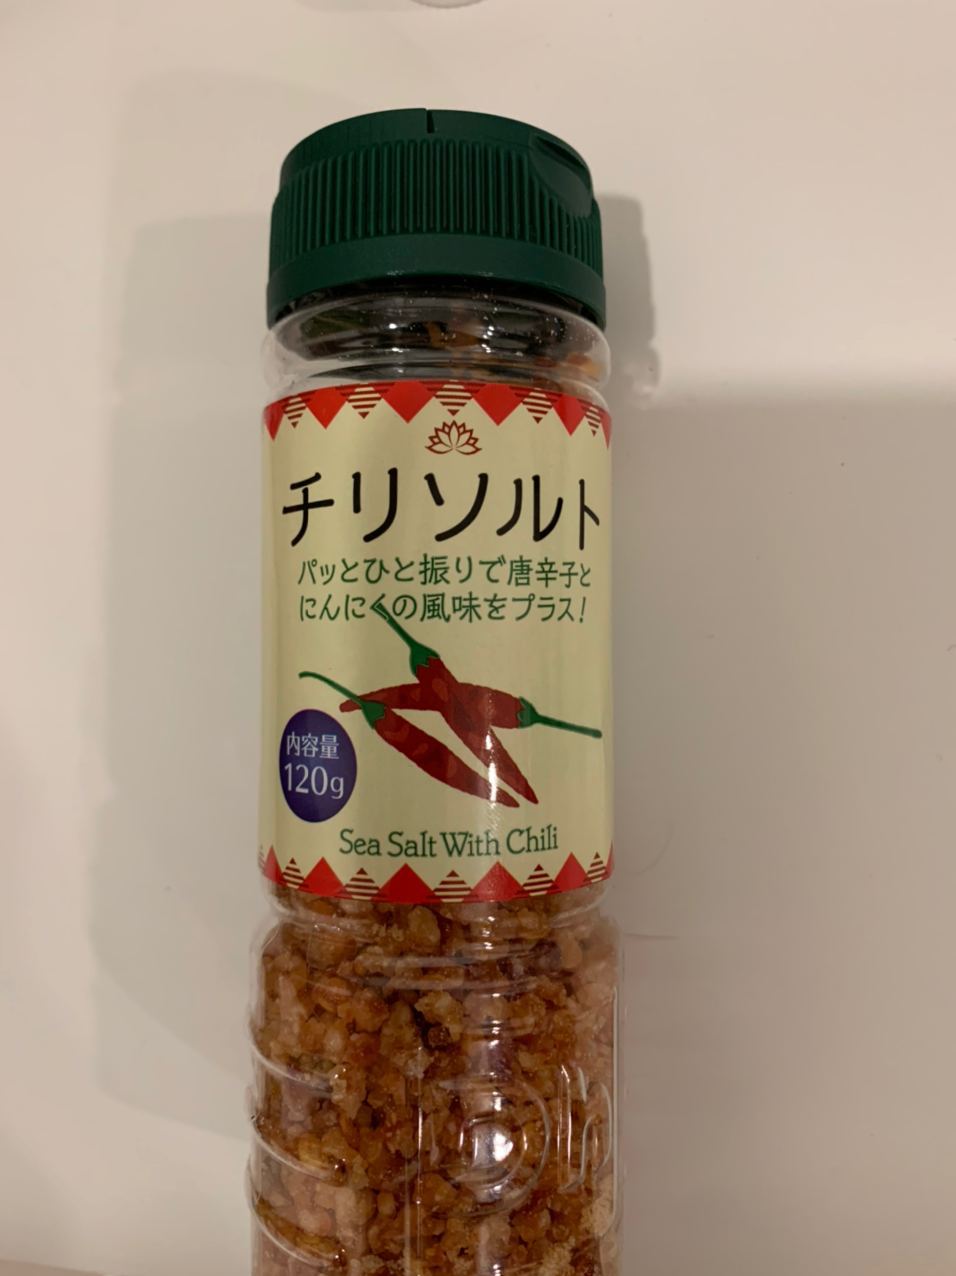 チリソルト
パッとひと振りで唐辛子と
にんにくの風味をプラス!
内容量
120g
Sea Salt With Chili